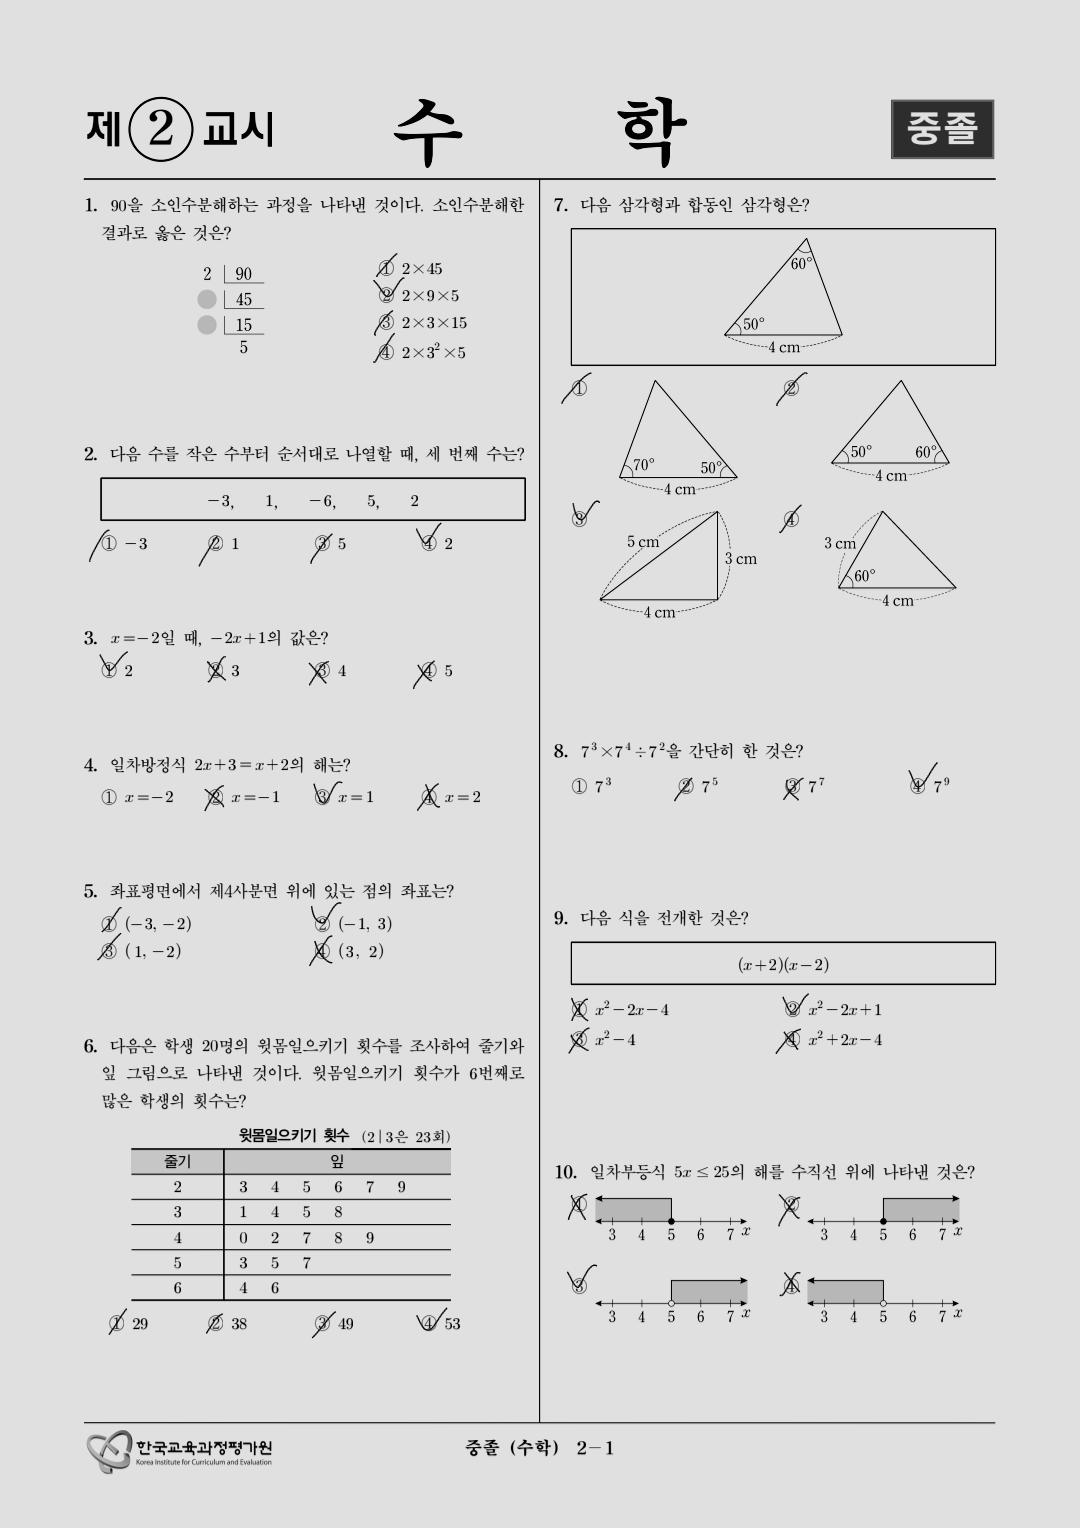 제 ② 교시 수 학 중졸
1. 90을 소인수분해하는 과정을 나타낸 것이다. 소인수분해한
결과로 옳은 것은?
2 90
45
15
5
① 2×45
② 2×9×5
③ 2×3×15
④ 2×3²×5
2. 다음 수를 작은 수부터 순서대로 나열할 때, 세 번째 수는?
−3, 1, −6, 5, 2
① −3 ② 1 ③ 5 ④ 2
3. x=−2일 때, −2x+1의 값은?
① 2 ② 3 ③ 4 ④ 5
4. 일차방정식 2x+3=x+2의 해는?
① x=−2 ② x=−1 ③ x=1 ④ x=2
5. 좌표평면에서 제4사분면 위에 있는 점의 좌표는?
① (−3, −2) ② (−1, 3)
③ (1, −2) ④ (3, 2)
6. 다음은 학생 20명의 윗몸일으키기 횟수를 조사하여 줄기와
잎 그림으로 나타낸 것이다. 윗몸일으키기 횟수가 6번째로
많은 학생의 횟수는?
윗몸일으키기 횟수 (2 | 3은 23회)
줄기 잎
2 3 4 5 6 7 9
3 1 4 5 8
4 0 2 7 8 9
5 3 5 7
6 4 6
① 29 ② 38 ③ 49 ④ 53
7. 다음 삼각형과 합동인 삼각형은?
60°
50°
4 cm
① ②
70° 50° 50° 60°
4 cm 4 cm
③ ④
5 cm 3 cm 3 cm
60°
4 cm 4 cm
8. 7³×7⁴÷7²을 간단히 한 것은?
① 7³ ② 7⁵ ③ 7⁷ ④ 7⁹
9. 다음 식을 전개한 것은?
(x+2)(x−2)
① x²−2x−4 ② x²−2x+1
③ x²−4 ④ x²+2x−4
10. 일차부등식 5x ≤ 25의 해를 수직선 위에 나타낸 것은?
① ②
3 4 5 6 7 x 3 4 5 6 7 x
③ ④
3 4 5 6 7 x 3 4 5 6 7 x
한국교육과정평가원
Korea Institute for Curriculum and Evaluation
중졸 (수학) 2−1